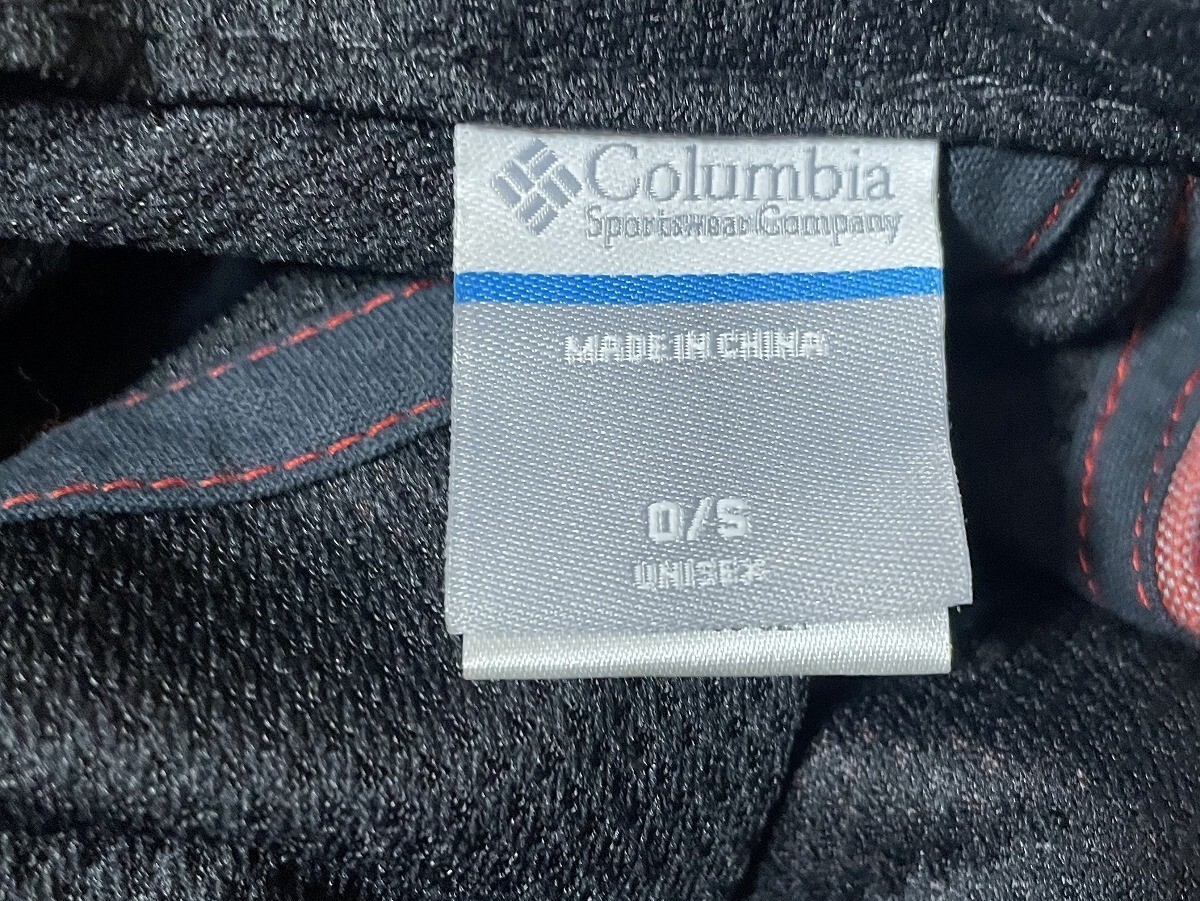 Columbia
Sportswear Company
MADE IN CHINA
O/S
UNISEX